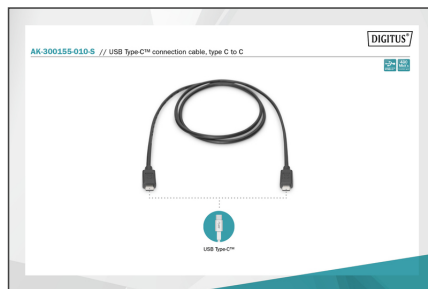 DIGITUS®
AK-300155-010-S // USB Type-C™ connection cable, type C to C
USB Type-C™